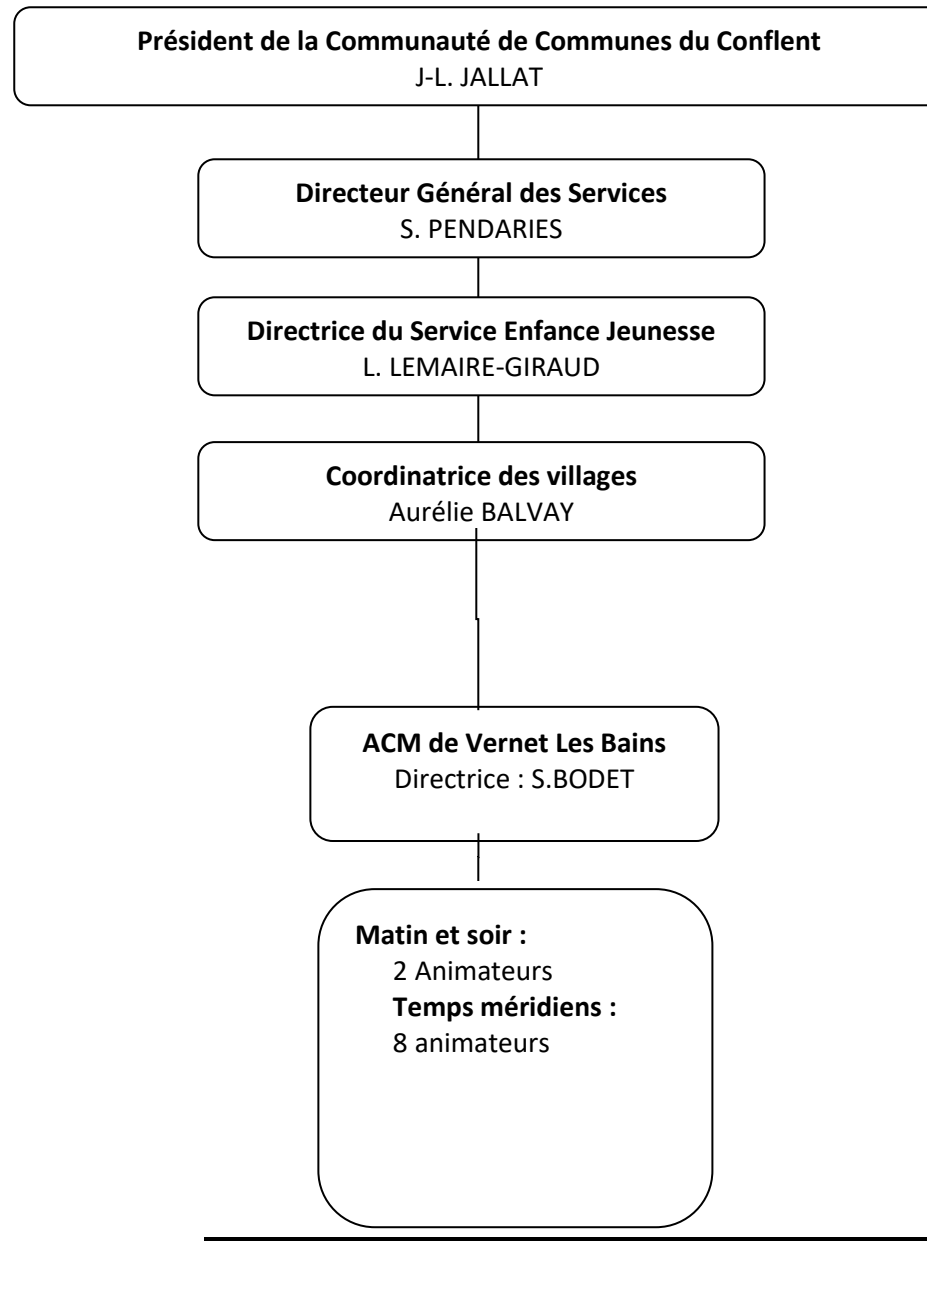 Président de la Communauté de Communes du Conflent
J-L. JALLAT
Directeur Général des Services
S. PENDARIES
Directrice du Service Enfance Jeunesse
L. LEMAIRE-GIRAUD
Coordinatrice des villages
Aurélie BALVAY
ACM de Vernet Les Bains
Directrice : S.BODET
Matin et soir :
2 Animateurs
Temps méridiens :
8 animateurs